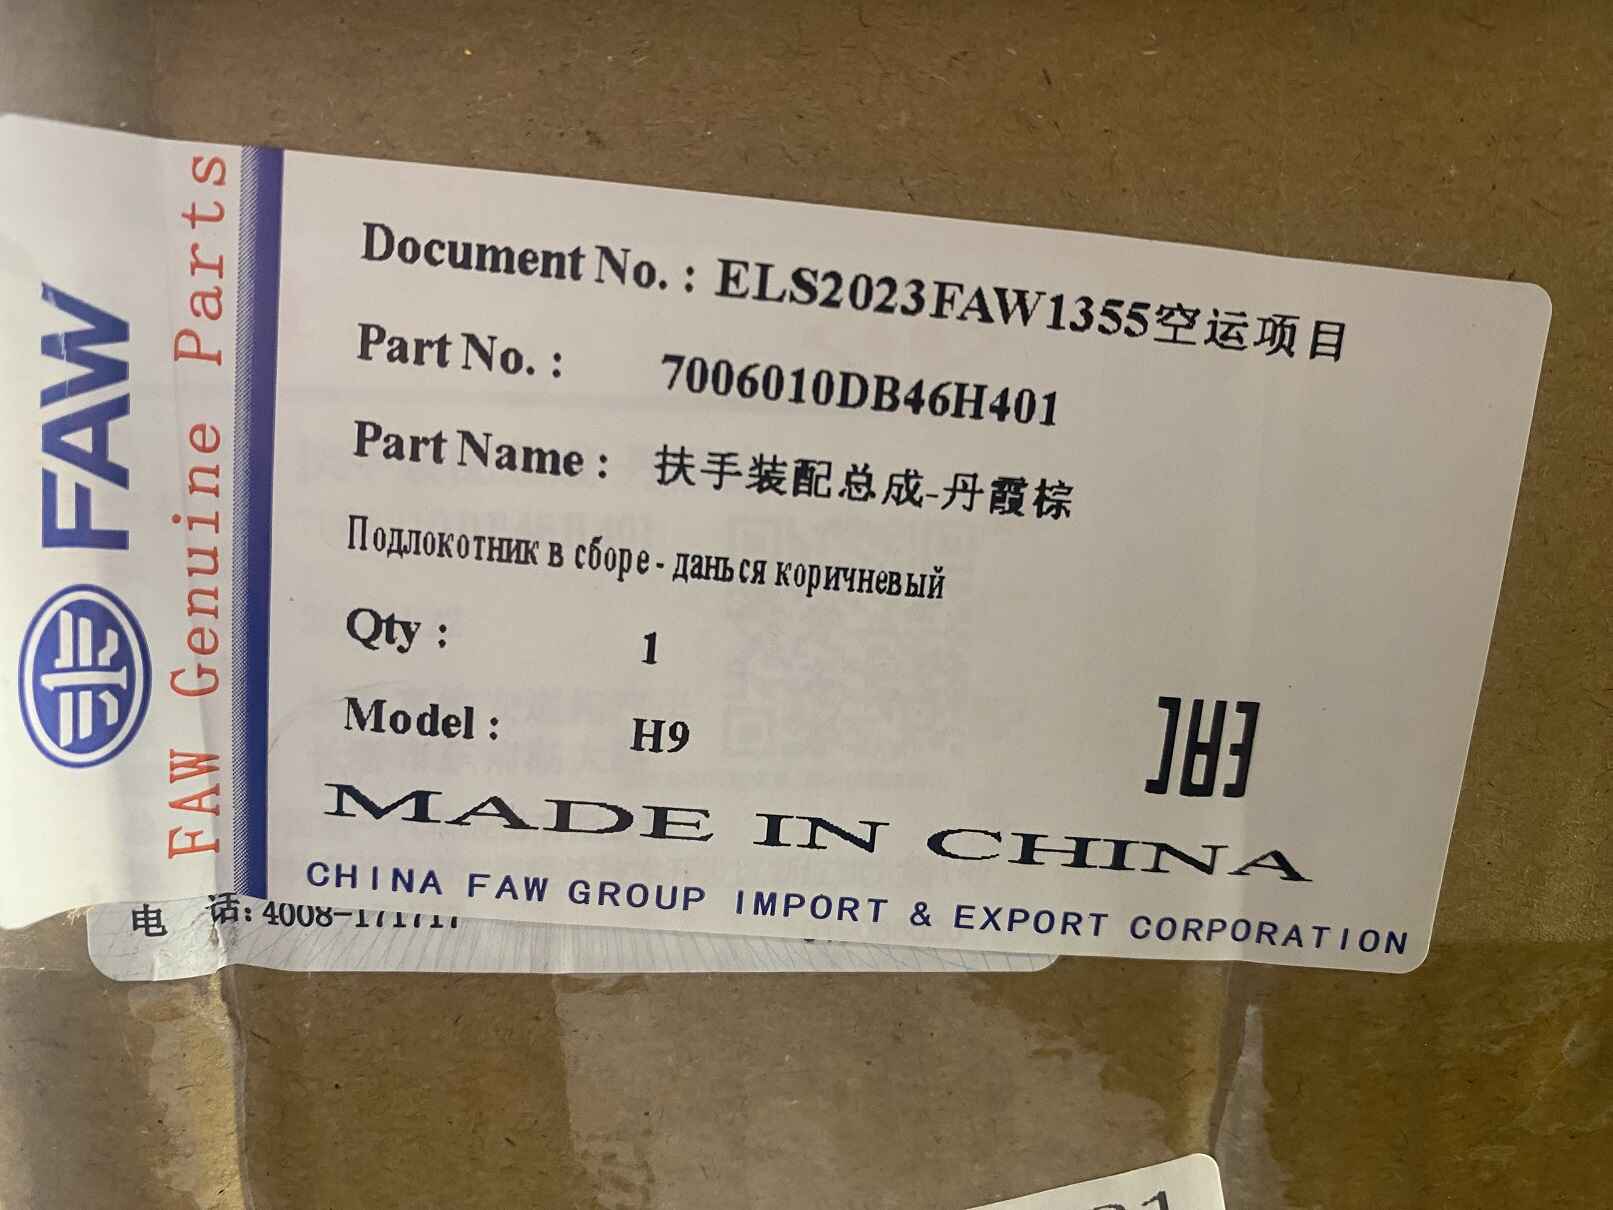 FAW
FAW Genuine Parts
Document No. : ELS2023FAW1355空运项目
Part No. : 7006010DB46H401
Part Name : 扶手装配总成-丹霞棕
Подлокотник в сборе - данься коричневый
Qty : 1
Model : H9
MADE IN CHINA
CHINA FAW GROUP IMPORT & EXPORT CORPORATION
电 话: 4008-171717